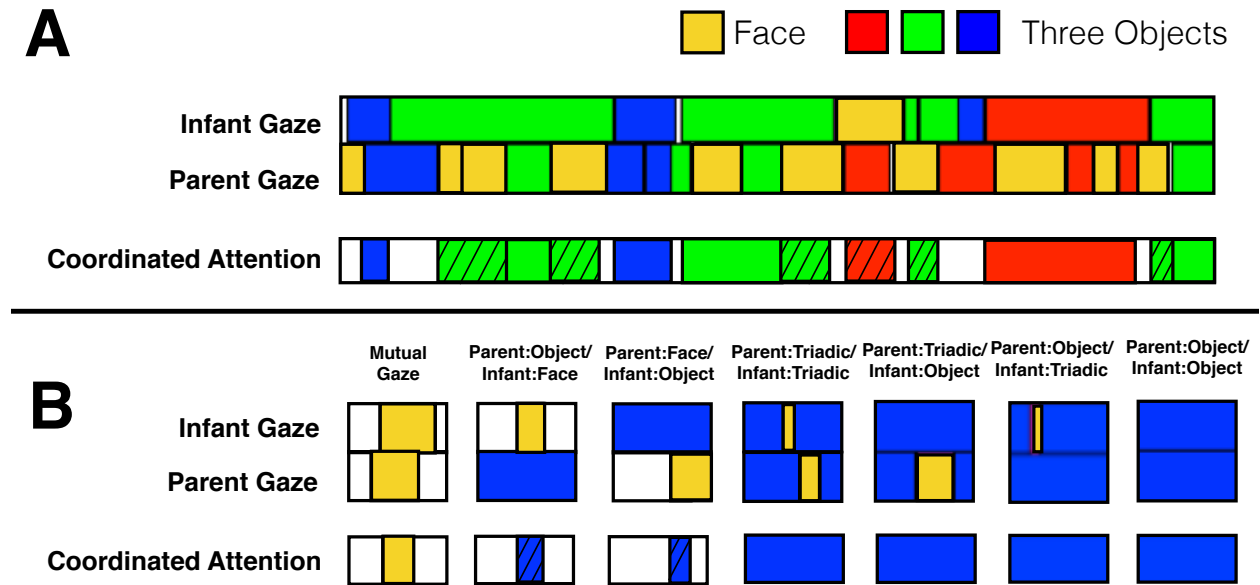 A
Face
Three Objects
Infant Gaze
Parent Gaze
Coordinated Attention
B
Mutual
Gaze
Parent:Object/
Infant:Face
Parent:Face/
Infant:Object
Parent:Triadic/
Infant:Triadic
Parent:Triadic/
Infant:Object
Parent:Object/
Infant:Triadic
Parent:Object/
Infant:Object
Infant Gaze
Parent Gaze
Coordinated Attention